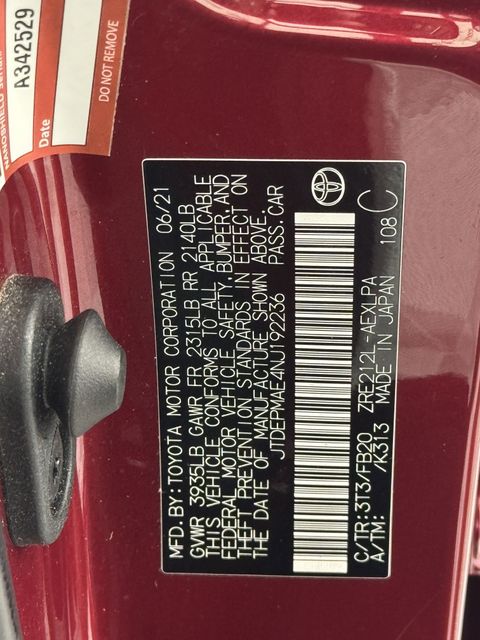 NANOSHIELD
A342529
Date
DO NOT REMOVE
MFD. BY: TOYOTA MOTOR CORPORATION 06/21
GVWR 3935LB GAWR FR 2315LB RR 2140LB
THIS VEHICLE CONFORMS TO ALL APPLICABLE
FEDERAL MOTOR VEHICLE SAFETY, BUMPER, AND
THEFT PREVENTION STANDARDS IN EFFECT ON
THE DATE OF MANUFACTURE SHOWN ABOVE.
JTDEPMAE4NJ192236 PASS.CAR
C/TR:3T3/FB20 ZRE212L-AEXLPA
A/TM: /K313 MADE IN JAPAN 108 C